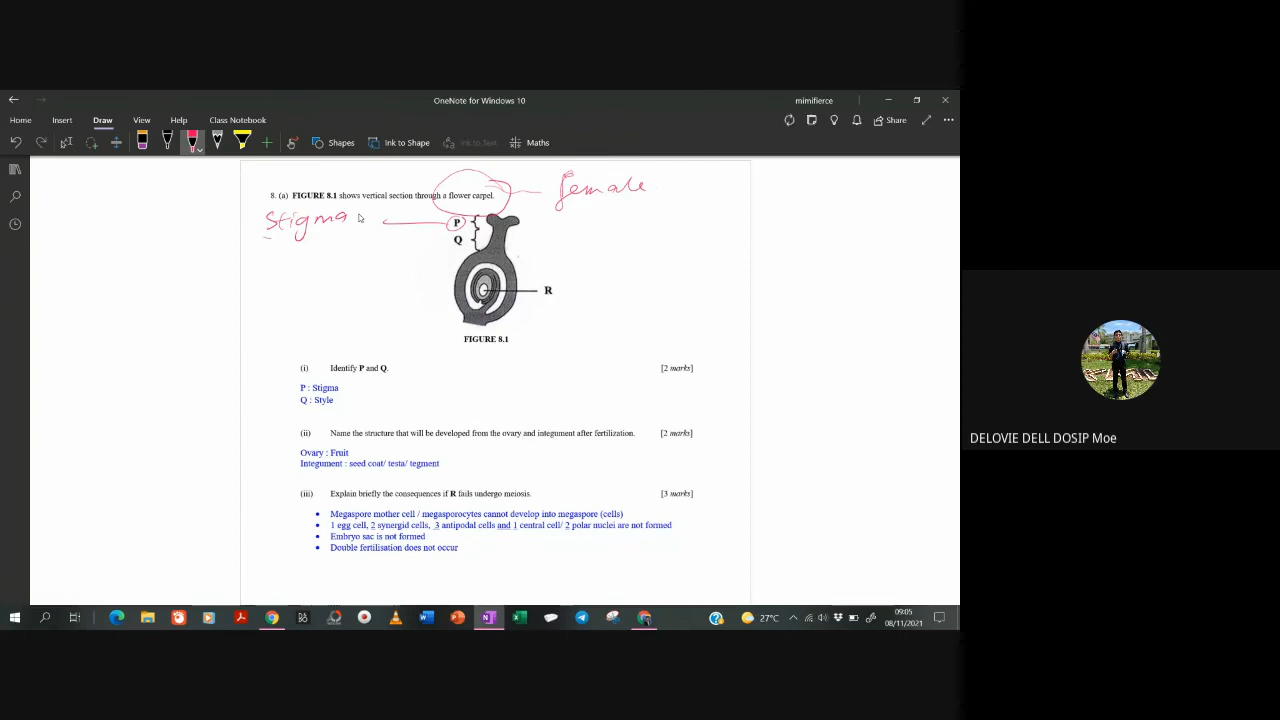 OneNote for Windows 10
mimifierce
Home Insert Draw View Help Class Notebook
Share
Shapes Ink to Shape Ink to Text Maths
8. (a) FIGURE 8.1 shows vertical section through a flower carpel.
female
Stigma
P
Q
R
FIGURE 8.1
(i) Identify P and Q. [2 marks]
P : Stigma
Q : Style
(ii) Name the structure that will be developed from the ovary and integument after fertilization. [2 marks]
Ovary : Fruit
Integument : seed coat/ testa/ tegment
(iii) Explain briefly the consequences if R fails undergo meiosis. [3 marks]
• Megaspore mother cell / megasporocytes cannot develop into megaspore (cells)
• 1 egg cell, 2 synergid cells, 3 antipodal cells and 1 central cell/ 2 polar nuclei are not formed
• Embryo sac is not formed
• Double fertilisation does not occur
DELOVIE DELL DOSIP Moe
27°C
09:05
08/11/2021